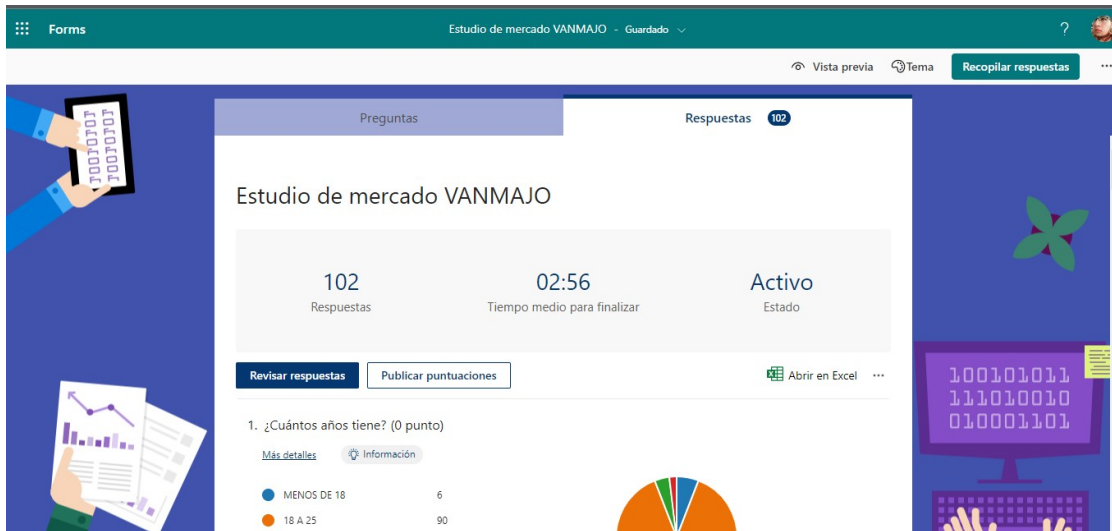 Forms
Estudio de mercado VANMAJO - Guardado
?
Vista previa
Tema
Recopilar respuestas
Preguntas
Respuestas 102
Estudio de mercado VANMAJO
102
02:56
Activo
Respuestas
Tiempo medio para finalizar
Estado
Revisar respuestas
Publicar puntuaciones
Abrir en Excel
1. ¿Cuántos años tiene? (0 punto)
Más detalles
Información
MENOS DE 18 6
18 A 25 90
100101011
111010010
010001101